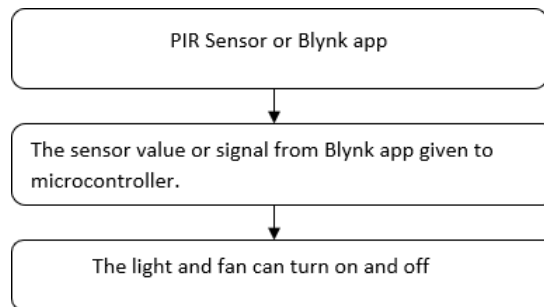 PIR Sensor or Blynk app
The sensor value or signal from Blynk app given to
microcontroller.
The light and fan can turn on and off